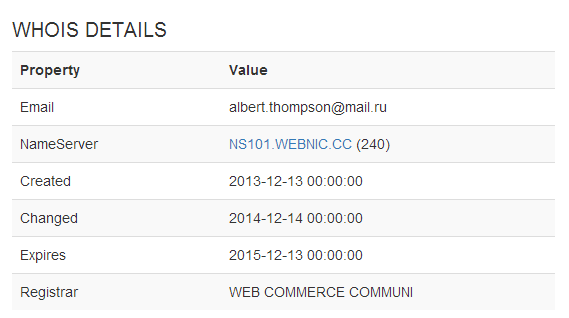 WHOIS DETAILS
Property Value
Email albert.thompson@mail.ru
NameServer NS101.WEBNIC.CC (240)
Created 2013-12-13 00:00:00
Changed 2014-12-14 00:00:00
Expires 2015-12-13 00:00:00
Registrar WEB COMMERCE COMMUNI